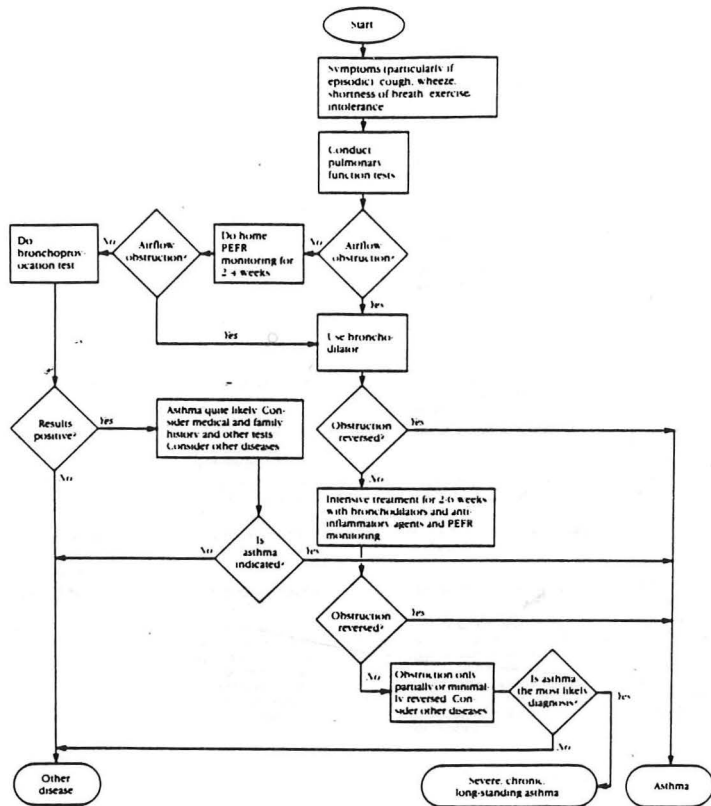 Start
Symptoms (particularly if
episodic) cough, wheeze,
shortness of breath exercise
intolerance
Conduct
pulmonary
function tests
Airflow
obstruction?
No
Do home
PEFR
monitoring for
2-4 weeks
Airflow
obstruction?
No
Do
bronchoprov-
ocation test
Yes
Yes
Use broncho-
dilator
Results
positive?
Yes
Asthma quite likely Con-
sider medical and family
history and other tests
Consider other diseases
Obstruction
reversed?
Yes
No
No
Intensive treatment for 2-6 weeks
with bronchodilators and anti-
inflammatory agents and PEFR
monitoring
No
Is
asthma
indicated?
Yes
Obstruction
reversed?
Yes
No
Obstruction only
partially or minimal-
ly reversed Con-
sider other diseases
Is asthma
the most likely
diagnosis?
Yes
No
Other
disease
Severe, chronic,
long-standing asthma
Asthma